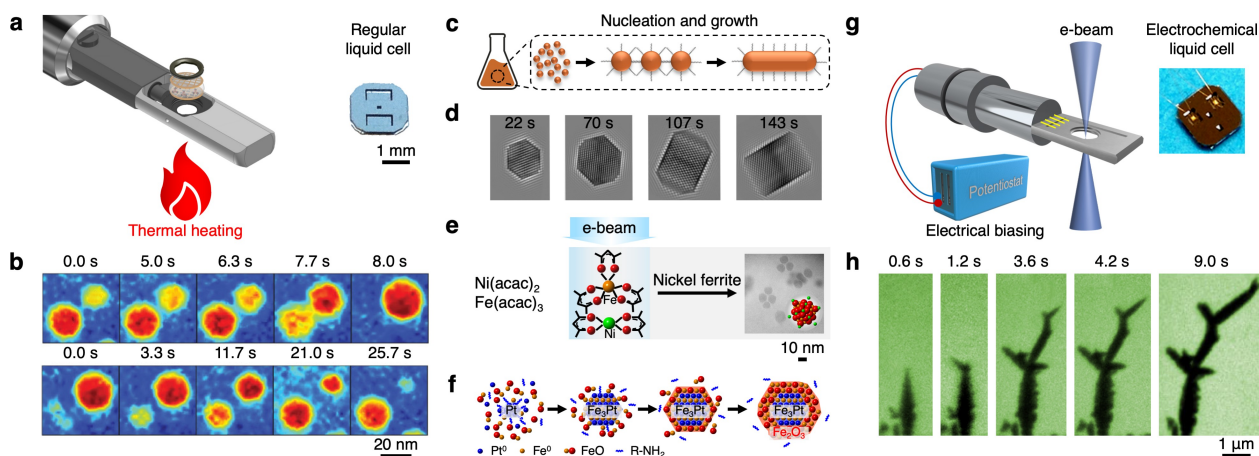 a
Regular
liquid cell
1 mm
Thermal heating
b
0.0 s 5.0 s 6.3 s 7.7 s 8.0 s
0.0 s 3.3 s 11.7 s 21.0 s 25.7 s
20 nm
c
Nucleation and growth
d
22 s 70 s 107 s 143 s
e
e-beam
Ni(acac)₂
Fe(acac)₃
Fe
Ni
Nickel ferrite
10 nm
f
Pt Fe₃Pt Fe₃Pt Fe₃Pt
Fe₂O₃
Pt⁰ Fe⁰ FeO R-NH₂
g
e-beam
Electrochemical
liquid cell
Potentiostat
Electrical biasing
h
0.6 s 1.2 s 3.6 s 4.2 s 9.0 s
1 µm